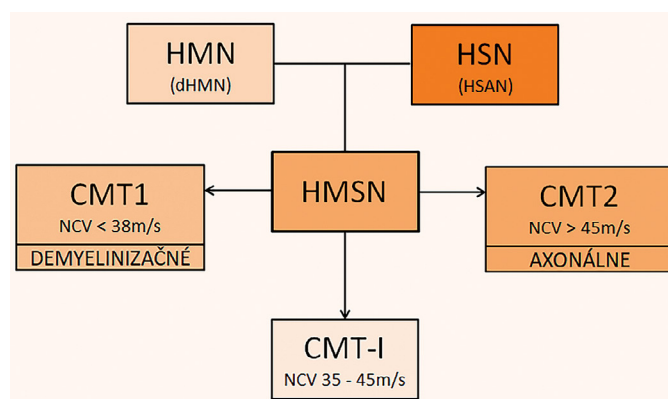 HMN
(dHMN)
HSN
(HSAN)
CMT1
NCV < 38m/s
DEMYELINIZAČNÉ
HMSN
CMT2
NCV > 45m/s
AXONÁLNE
CMT-I
NCV 35 - 45m/s